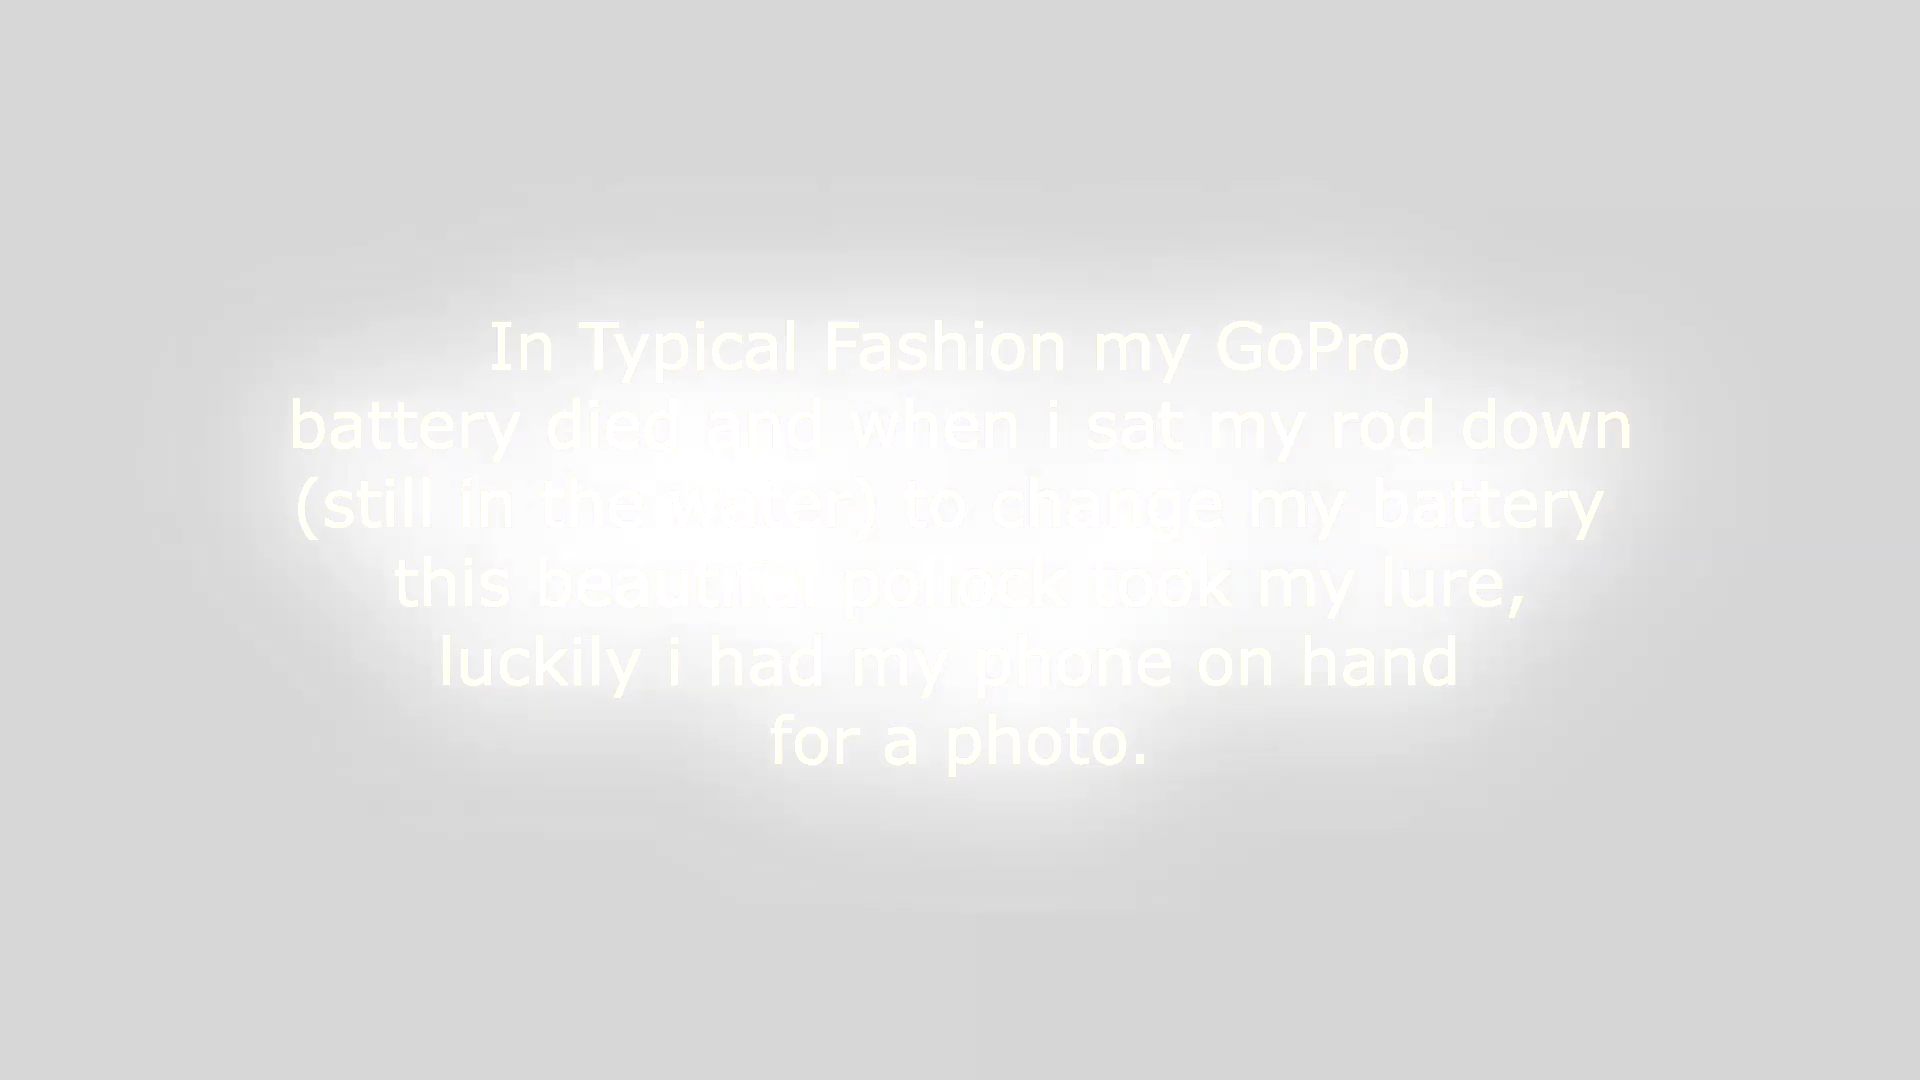 In Typical Fashion my GoPro
battery died and when i sat my rod down
(still in the water) to change my battery
this beautiful pollock took my lure,
luckily i had my phone on hand
for a photo.